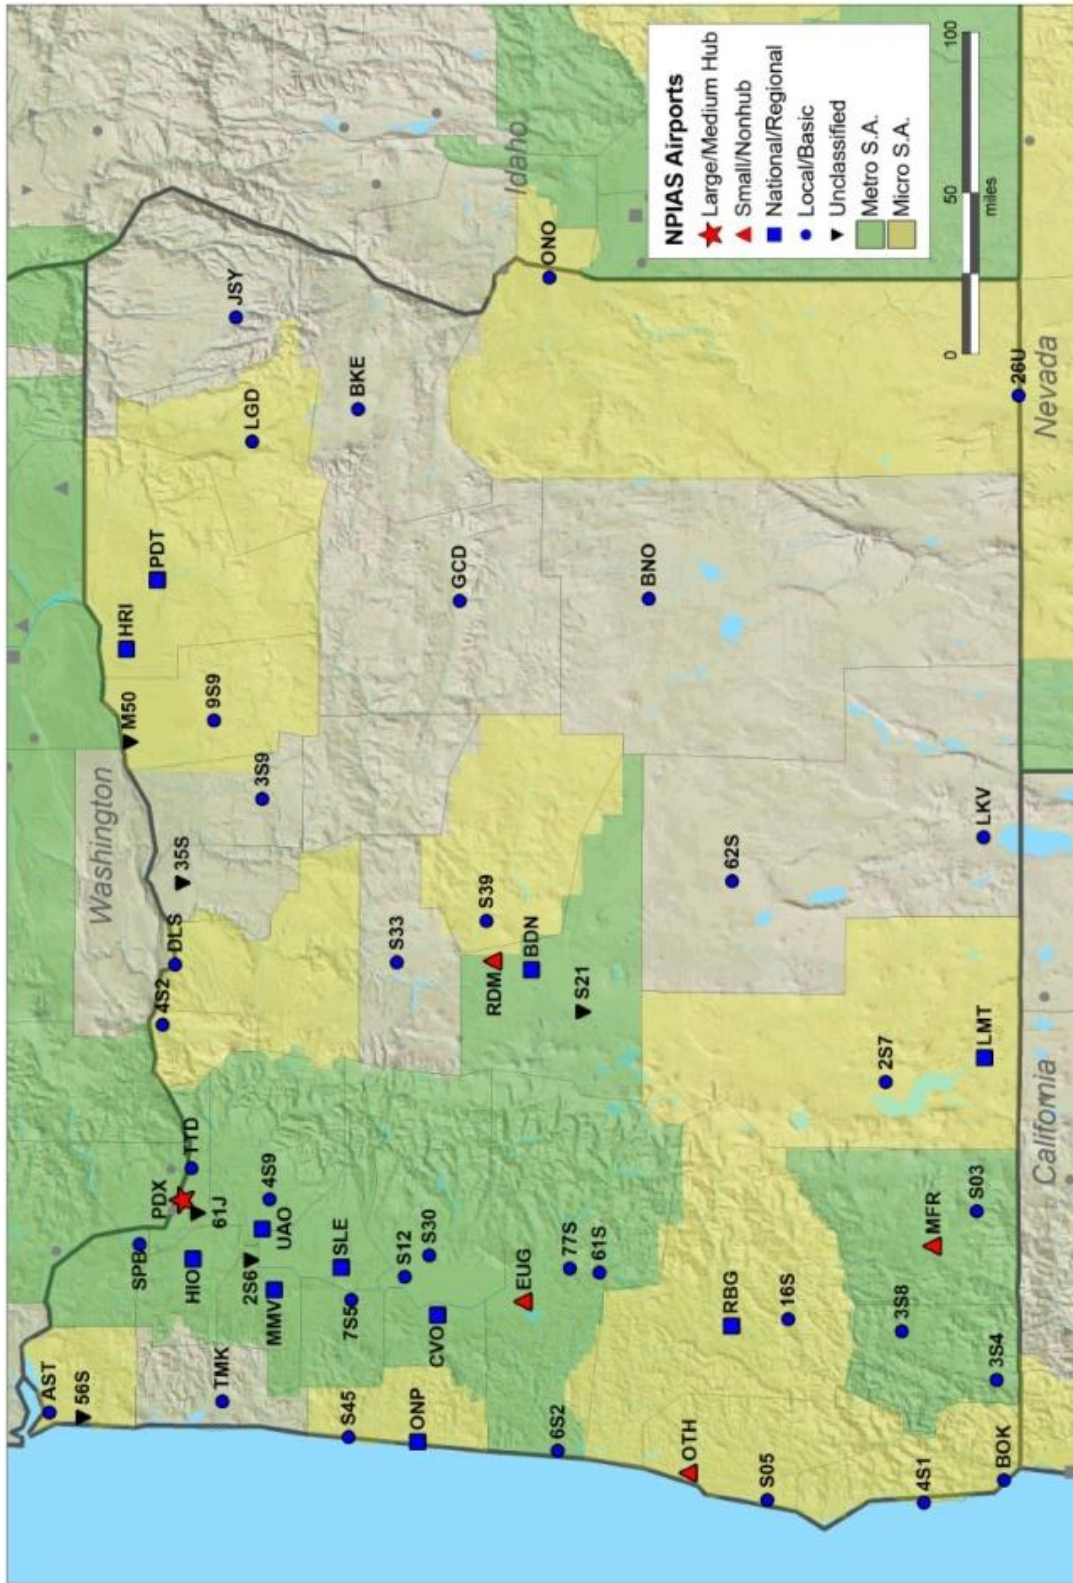 Washington
Idaho
Nevada
California
AST
56S
TMK
S45
ONP
6S2
OTH
S05
4S1
BOK
SPB
PDX
TTD
61J
HIO
2S6
UAO
4S9
MMV
SLE
7S5
S12
S30
CVO
EUG
77S
61S
RBG
16S
3S8
MFR
3S4
S03
4S2
DLS
35S
M50
HRI
PDT
9S9
3S9
LGD
JSY
BKE
S33
S39
RDM
BDN
S21
GCD
BNO
ONO
62S
2S7
LMT
LKV
26U
NPIAS Airports
Large/Medium Hub
Small/Nonhub
National/Regional
Local/Basic
Unclassified
Metro S.A.
Micro S.A.
0 50 100
miles